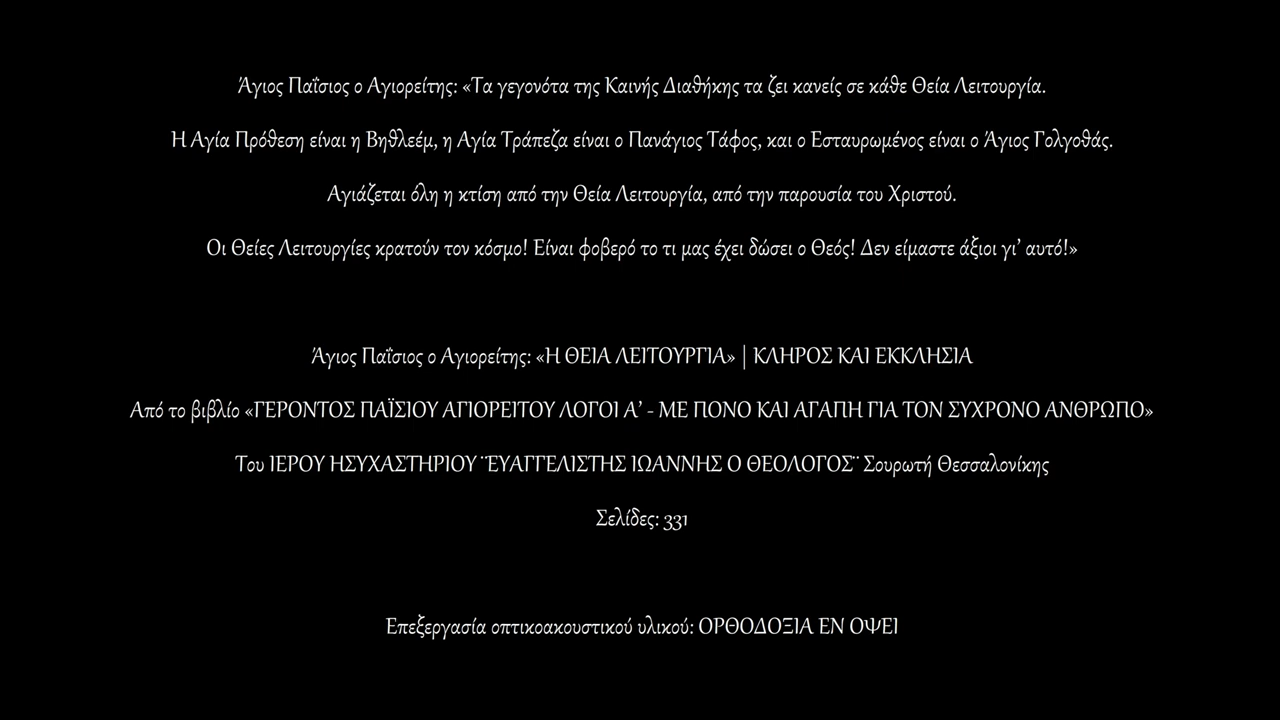 Άγιος Παΐσιος ο Αγιορείτης: «Τα γεγονότα της Καινής Διαθήκης τα ζει κανείς σε κάθε Θεία Λειτουργία.
Η Αγία Πρόθεση είναι η Βηθλεέμ, η Αγία Τράπεζα είναι ο Πανάγιος Τάφος, και ο Εσταυρωμένος είναι ο Άγιος Γολγοθάς.
Αγιάζεται όλη η κτίση από την Θεία Λειτουργία, από την παρουσία του Χριστού.
Οι Θείες Λειτουργίες κρατούν τον κόσμο! Είναι φοβερό το τι μας έχει δώσει ο Θεός! Δεν είμαστε άξιοι γι’ αυτό!»
Άγιος Παΐσιος ο Αγιορείτης: «Η ΘΕΙΑ ΛΕΙΤΟΥΡΓΙΑ» | ΚΛΗΡΟΣ ΚΑΙ ΕΚΚΛΗΣΙΑ
Από το βιβλίο «ΓΕΡΟΝΤΟΣ ΠΑΪΣΙΟΥ ΑΓΙΟΡΕΙΤΟΥ ΛΟΓΟΙ Α’ - ΜΕ ΠΟΝΟ ΚΑΙ ΑΓΑΠΗ ΓΙΑ ΤΟΝ ΣΥΧΡΟΝΟ ΑΝΘΡΩΠΟ»
Του ΙΕΡΟΥ ΗΣΥΧΑΣΤΗΡΙΟΥ ¨ΕΥΑΓΓΕΛΙΣΤΗΣ ΙΩΑΝΝΗΣ Ο ΘΕΟΛΟΓΟΣ¨ Σουρωτή Θεσσαλονίκης
Σελίδες: 331
Επεξεργασία οπτικοακουστικού υλικού: ΟΡΘΟΔΟΞΙΑ ΕΝ ΟΨΕΙ